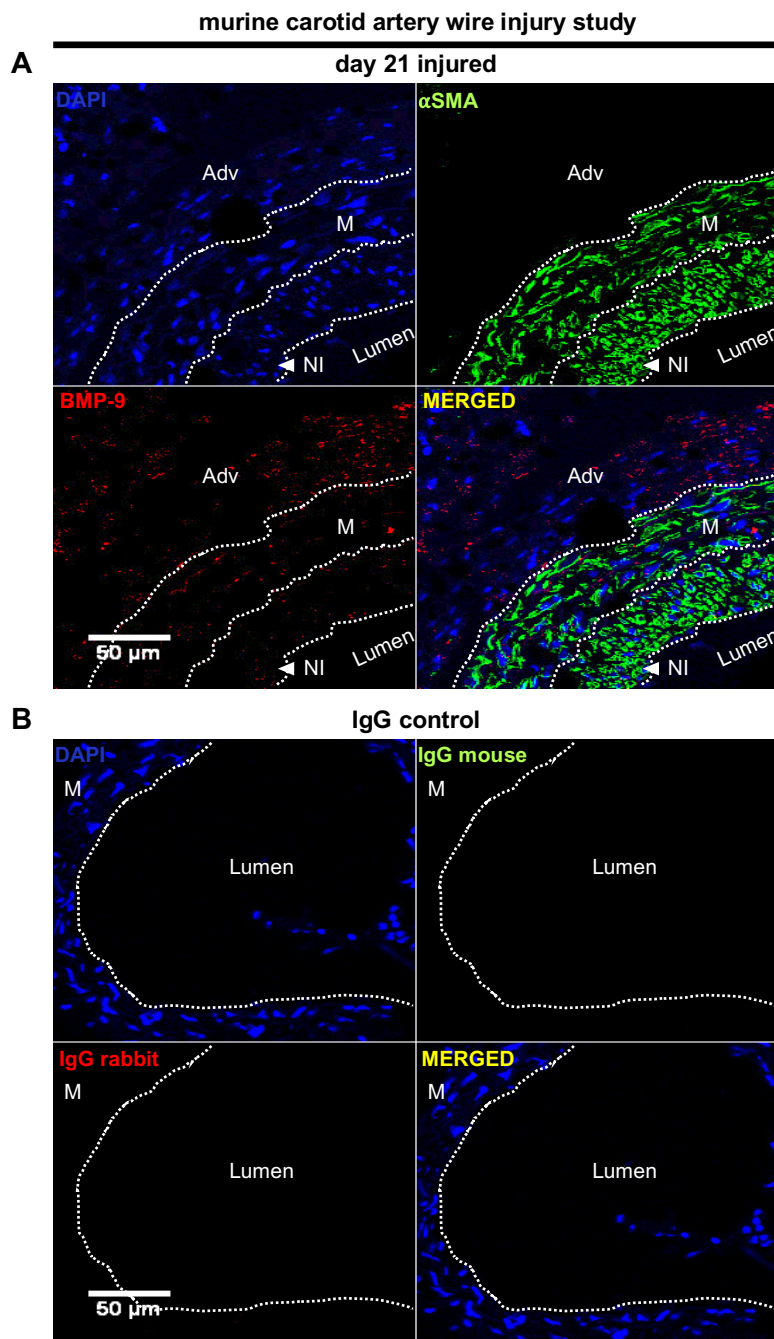 murine carotid artery wire injury study
A
day 21 injured
DAPI
αSMA
Adv
Adv
M
M
NI
Lumen
NI
Lumen
BMP-9
MERGED
Adv
Adv
M
M
50 µm
NI
Lumen
NI
Lumen
B
IgG control
DAPI
IgG mouse
M
M
Lumen
Lumen
IgG rabbit
MERGED
M
M
Lumen
Lumen
50 µm